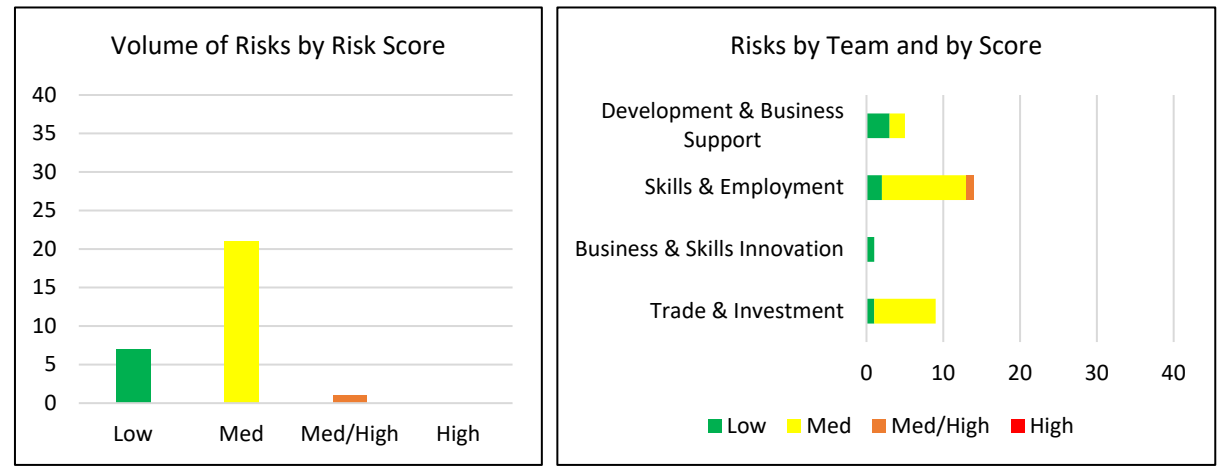 Volume of Risks by Risk Score
40
35
30
25
20
15
10
5
0
Low Med Med/High High
Risks by Team and by Score
Development & Business
Support
Skills & Employment
Business & Skills Innovation
Trade & Investment
0 10 20 30 40
Low Med Med/High High